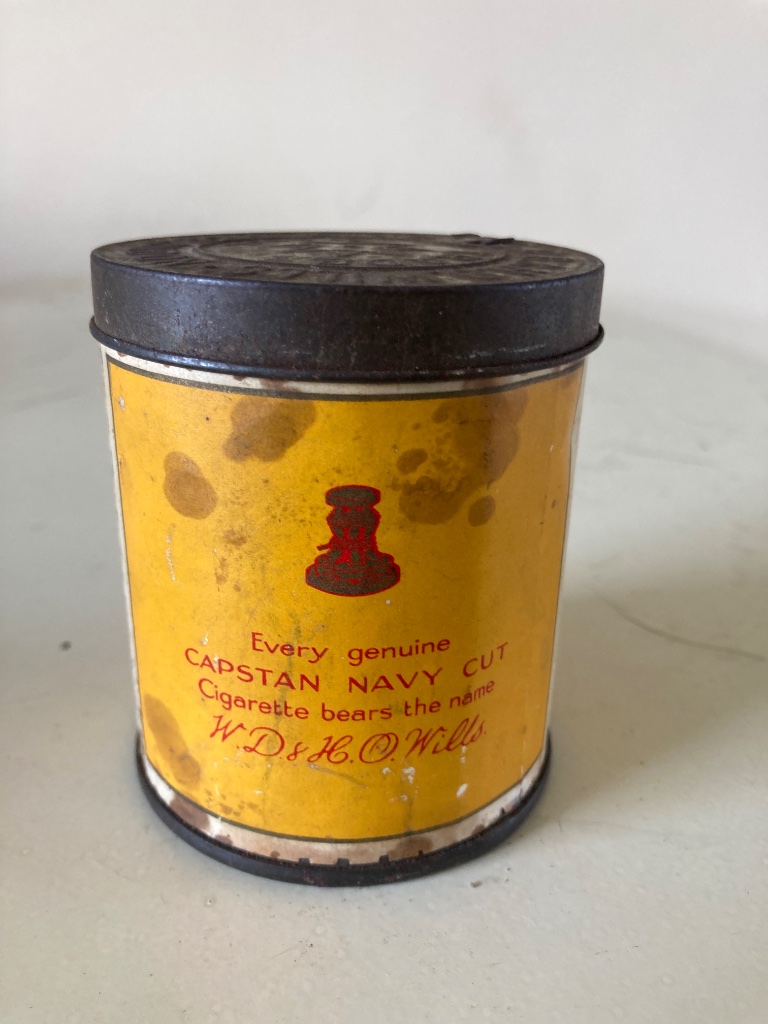 Every genuine
CAPSTAN NAVY CUT
Cigarette bears the name
W.D. & H.O. Wills.